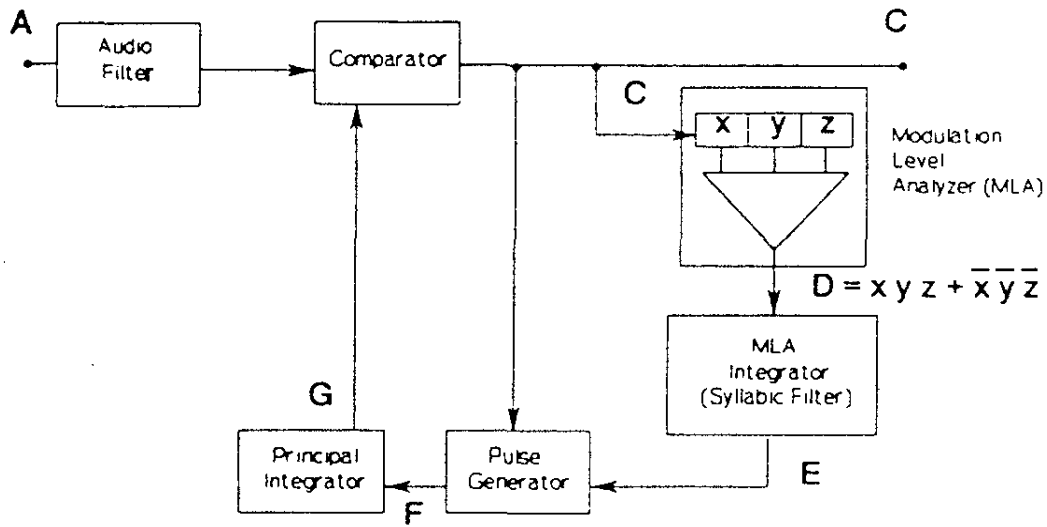 A
C
Audio
Filter
Comparator
C
x y z
Modulation
Level
Analyzer (MLA)
D = x y z + x̅ y̅ z̅
MLA
Integrator
(Syllabic Filter)
G
Principal
Integrator
Pulse
Generator
E
F